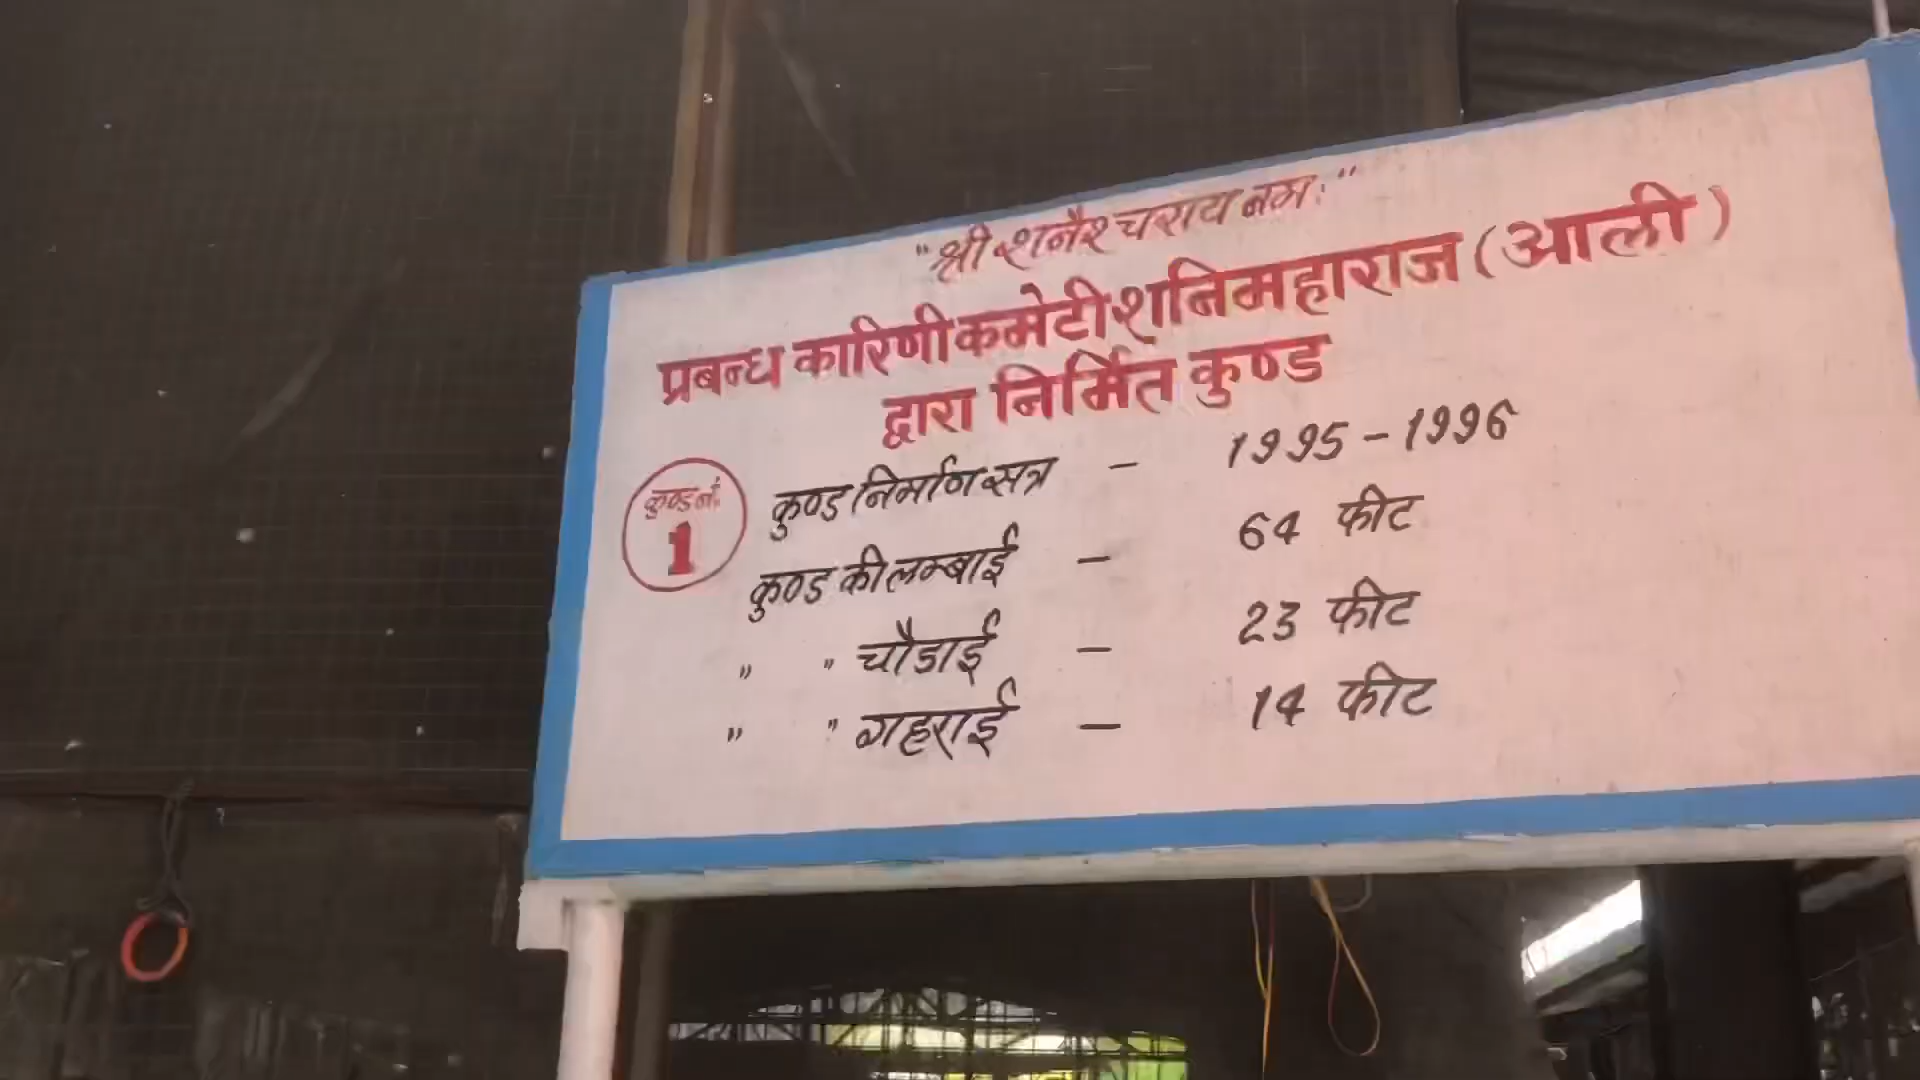 "श्री शनैश्चराय नमः"
प्रबन्ध कारिणी कमेटी शनि महाराज (आली)
द्वारा निर्मित कुण्ड
कुण्ड नं.
1
कुण्ड निर्माण सत्र - 1995-1996
कुण्ड की लम्बाई - 64 फीट
" " चौडाई - 23 फीट
" " गहराई - 14 फीट